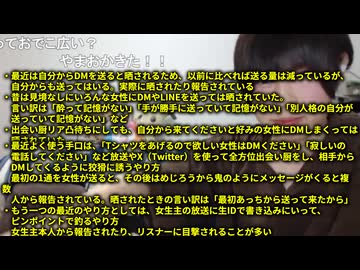 ってておでこ広い？
やまおかきた！！
・最近は自分からDMを送ると晒されるため、以前に比べれば送る量は減っているが、
自分からも送ってはいる。実際に晒されたり報告されている
・昔は見境なしにいろんな女性にDMやLINEを送っては晒されていた。
言い訳は「酔って記憶がない」「手が勝手に送っていて記憶がない」「別人格の自分が
送っていて記憶がない」など
・出会い厨リア凸待ちにしても、自分から来てくださいと好みの女性にDMしまくっては
・最近よく使う手口は、「Tシャツをあげるので欲しい女性はDMください」「寂しいの
電話してください」など放送やX（Twitter）を使って全方位出会い厨をし、相手から
DMしてくるように狡猾に誘うやり方
最初の1通を女性が送ると、その後はめじろうから鬼のようにメッセージがくると複
数
人から報告されている、晒されたときの言い訳は「最初あっちから送って来たから」
・もう一つの最近のやり方としては、女生主の放送に生IDで書き込みにいって、
ピンポイントで釣るやり方
女生主本人から報告されたり、リスナーに目撃されることが多い